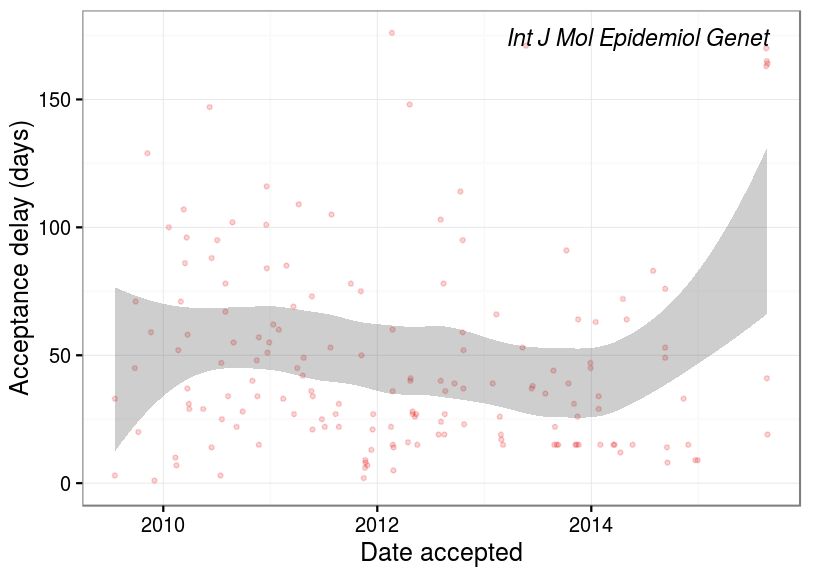 Int J Mol Epidemiol Genet
Acceptance delay (days)
150
100
50
0
2010
2012
2014
Date accepted